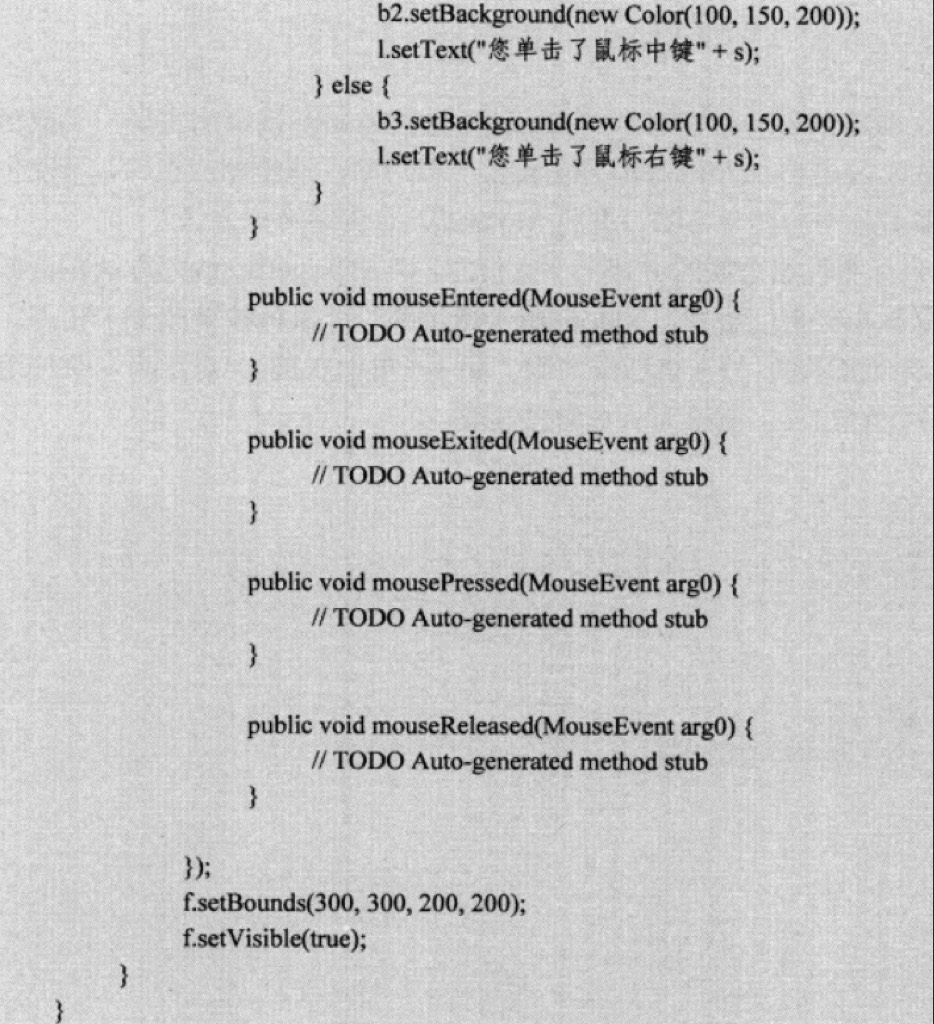 b2.setBackground(new Color(100, 150, 200));
l.setText("您单击了鼠标中键" + s);
} else {
b3.setBackground(new Color(100, 150, 200));
l.setText("您单击了鼠标右键" + s);
}
}
public void mouseEntered(MouseEvent arg0) {
// TODO Auto-generated method stub
}
public void mouseExited(MouseEvent arg0) {
// TODO Auto-generated method stub
}
public void mousePressed(MouseEvent arg0) {
// TODO Auto-generated method stub
}
public void mouseReleased(MouseEvent arg0) {
// TODO Auto-generated method stub
}
});
f.setBounds(300, 300, 200, 200);
f.setVisible(true);
}
}